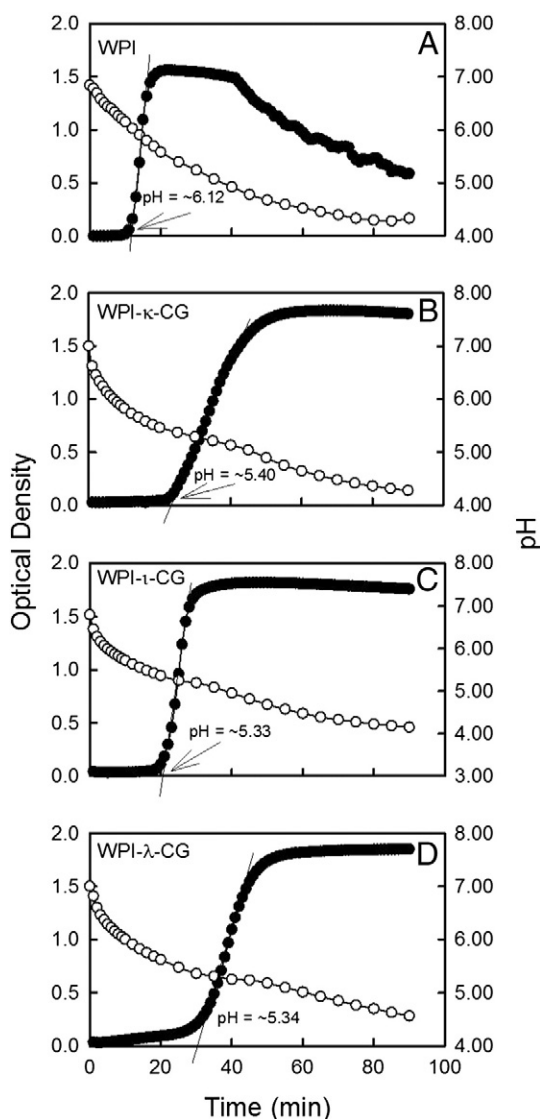 WPI A
2.0 8.00
1.5 7.00
1.0 6.00
0.5 5.00
0.0 4.00
pH = ~6.12
WPI-κ-CG B
2.0 8.00
1.5 7.00
1.0 6.00
0.5 5.00
0.0 4.00
pH = ~5.40
Optical Density
pH
WPI-ι-CG C
2.0 8.00
7.00
1.5
6.00
1.0
5.00
0.5 4.00
0.0 3.00
pH = ~5.33
WPI-λ-CG D
2.0 8.00
1.5 7.00
1.0 6.00
0.5 5.00
0.0 4.00
pH = ~5.34
0 20 40 60 80 100
Time (min)